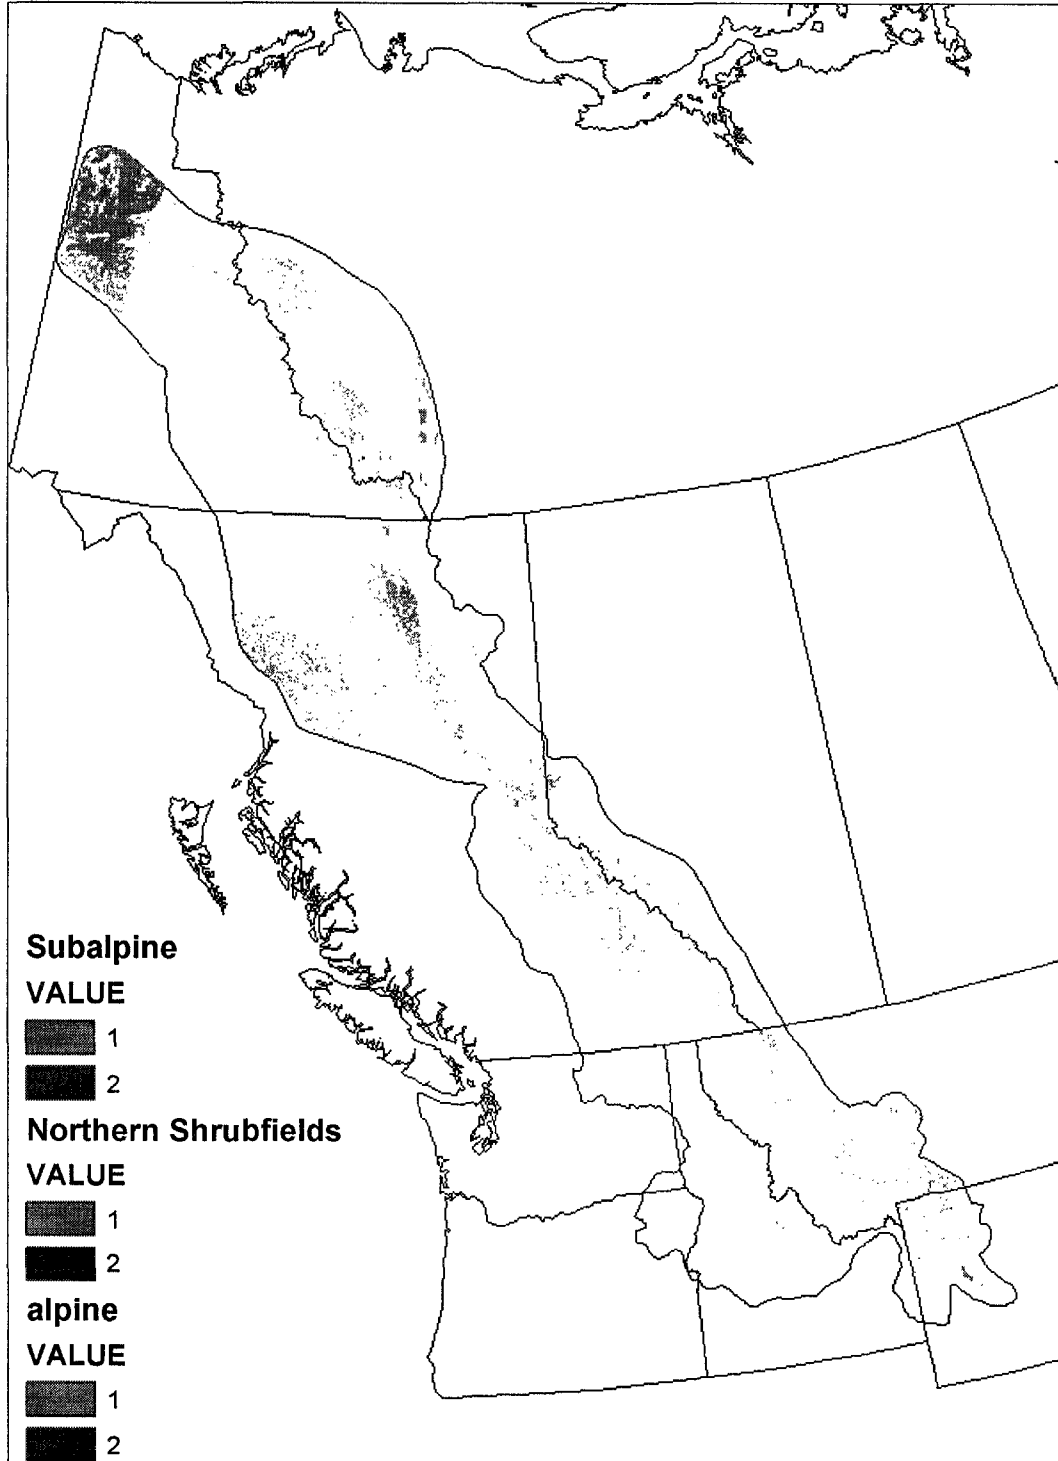 Subalpine
VALUE
1
2
Northern Shrubfields
VALUE
1
2
alpine
VALUE
1
2